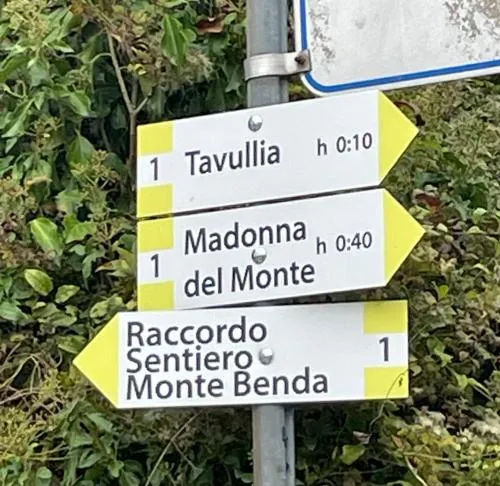 1 Tavullia h 0:10
1 Madonna h 0:40
del Monte
Raccordo
Sentiero 1
Monte Benda